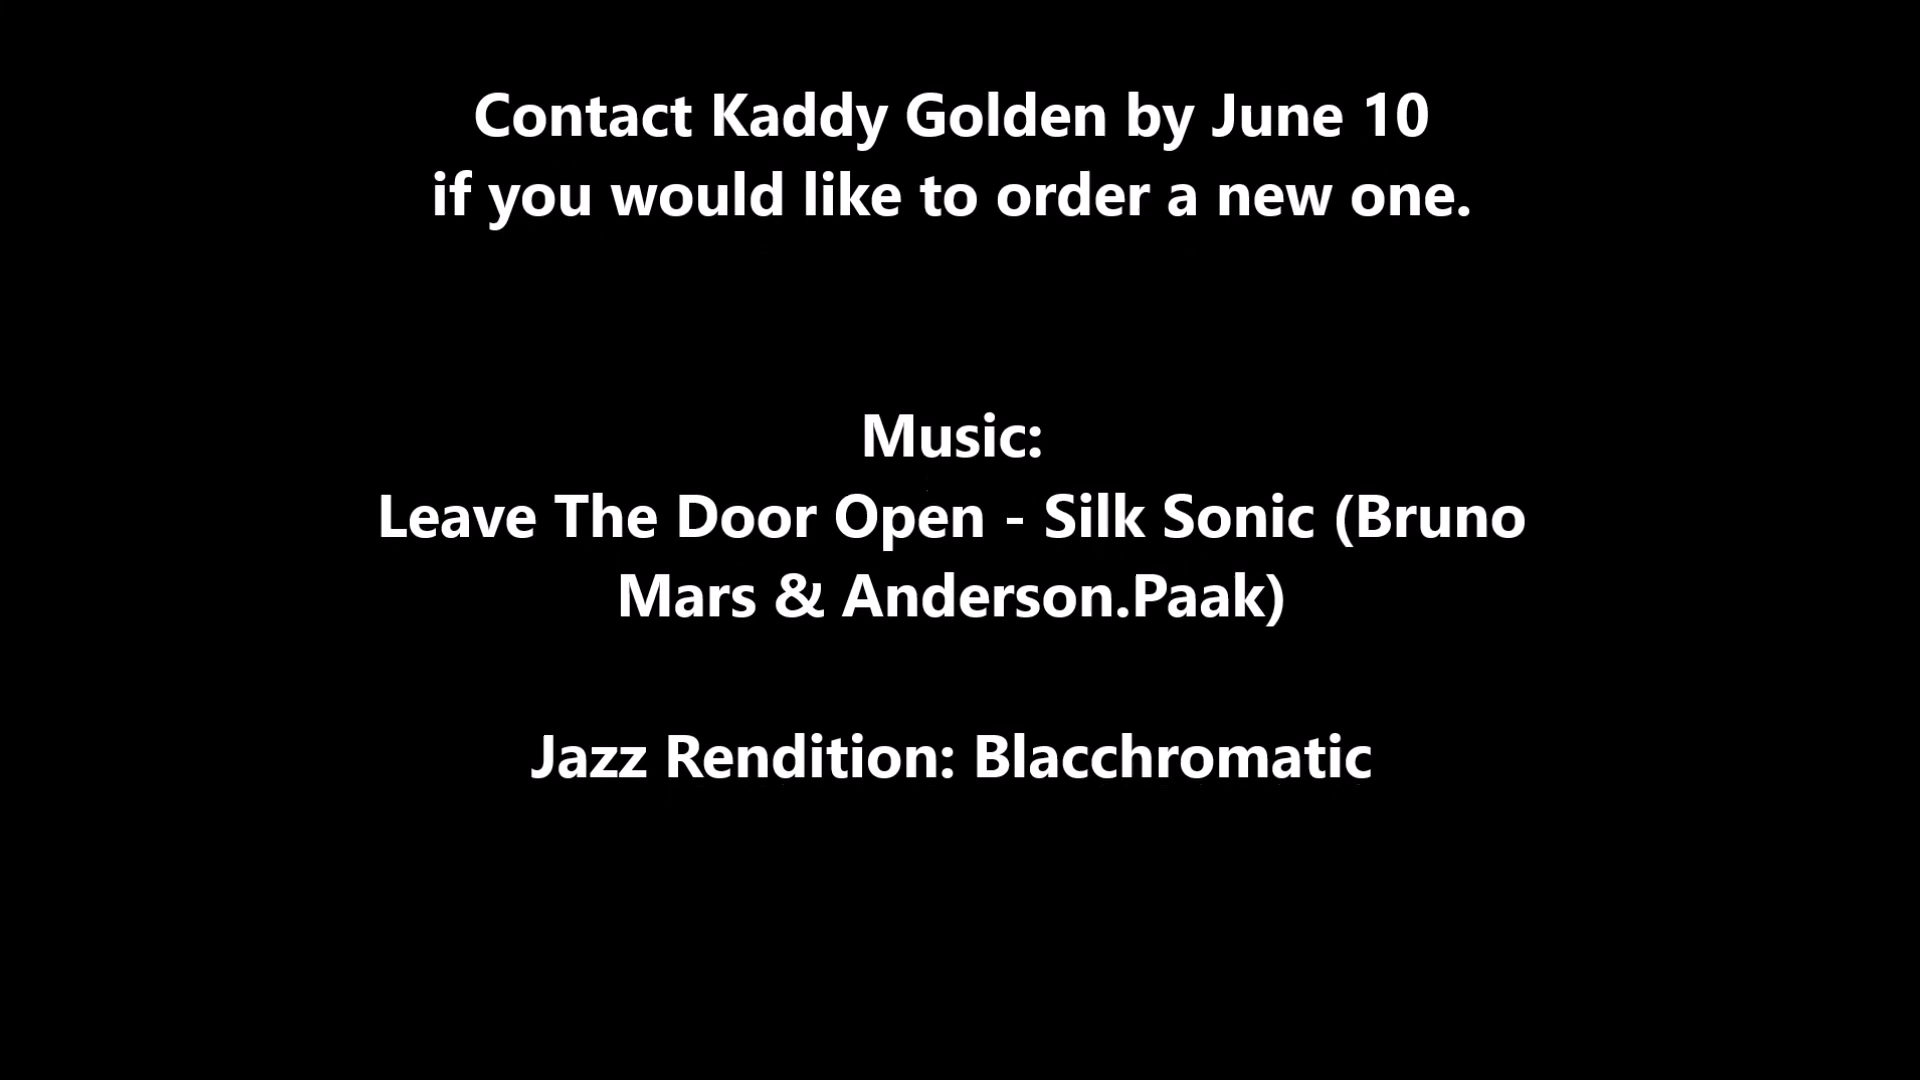 Contact Kaddy Golden by June 10
if you would like to order a new one.
Music:
Leave The Door Open - Silk Sonic (Bruno
Mars & Anderson.Paak)
Jazz Rendition: Blacchromatic